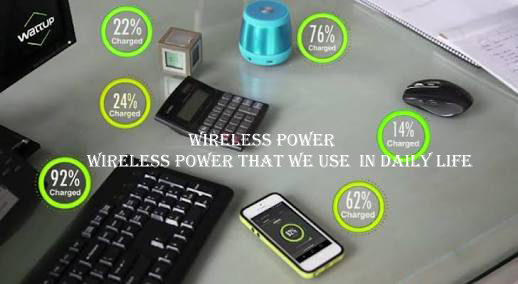 WattUp
22%
Charged
76%
Charged
24%
Charged
14%
Charged
WIRELESS POWER
WIRELESS POWER THAT WE USE IN DAILY LIFE
92%
Charged
62%
Charged